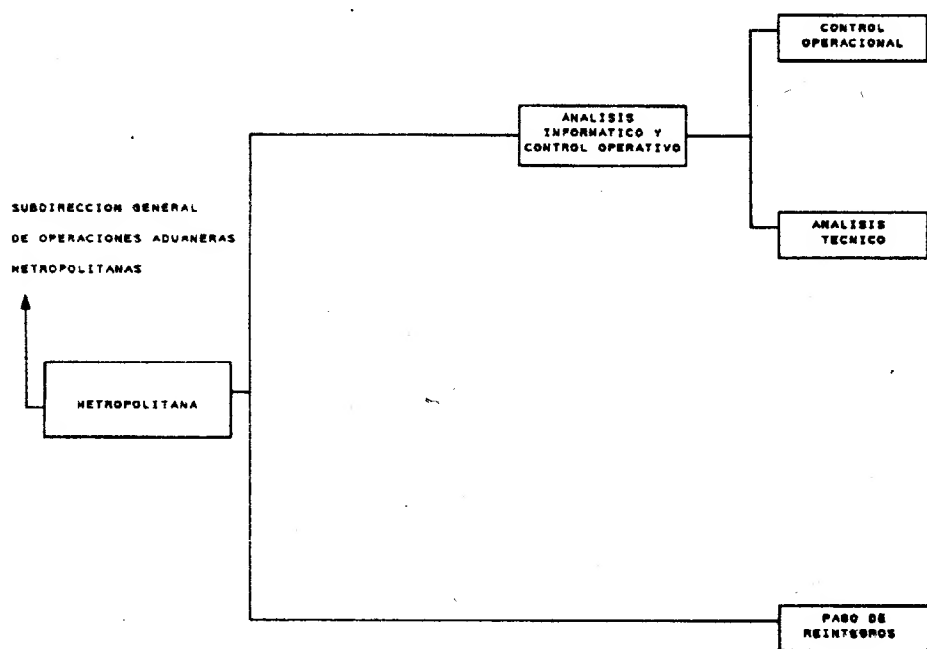 CONTROL
OPERACIONAL
ANALISIS
INFORMATICO Y
CONTROL OPERATIVO
SUBDIRECCION GENERAL
DE OPERACIONES ADUANERAS
METROPOLITANAS
ANALISIS
TECNICO
METROPOLITANA
PAGO DE
REINTEGROS